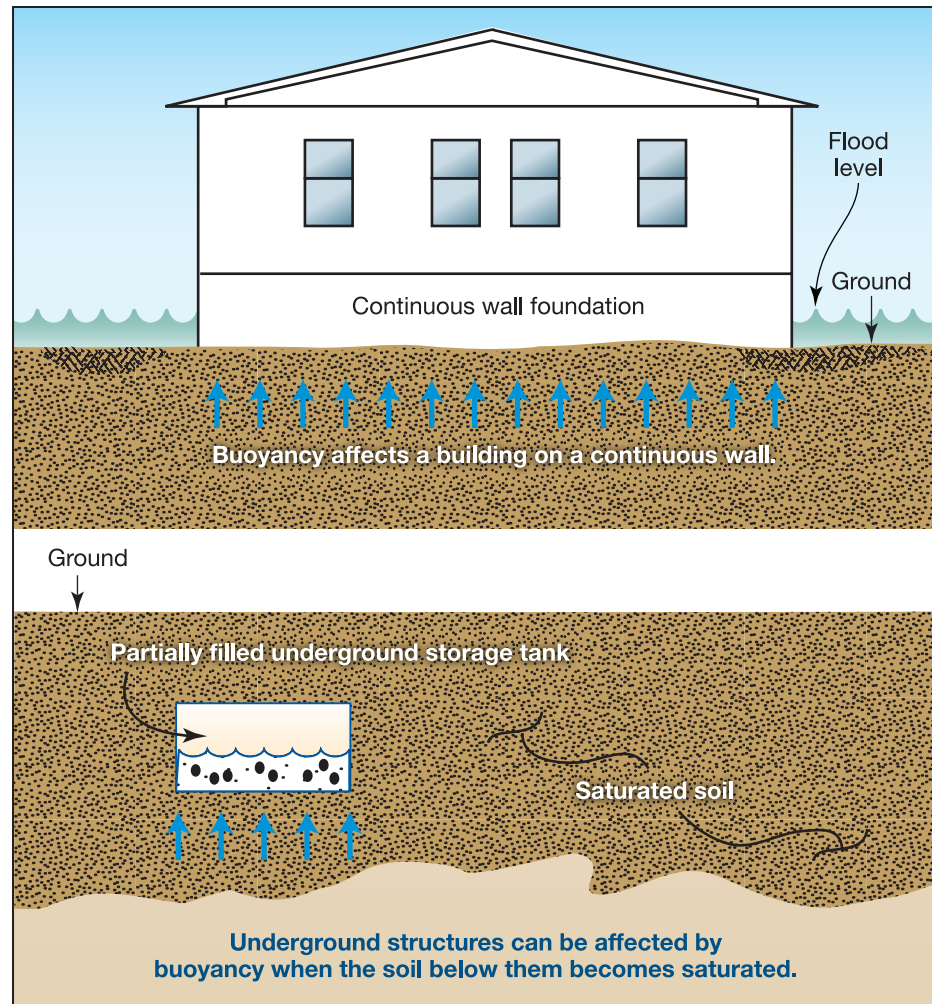 Flood
level
Ground
Continuous wall foundation
Buoyancy affects a building on a continuous wall.
Ground
Partially filled underground storage tank
Saturated soil
Underground structures can be affected by
buoyancy when the soil below them becomes saturated.